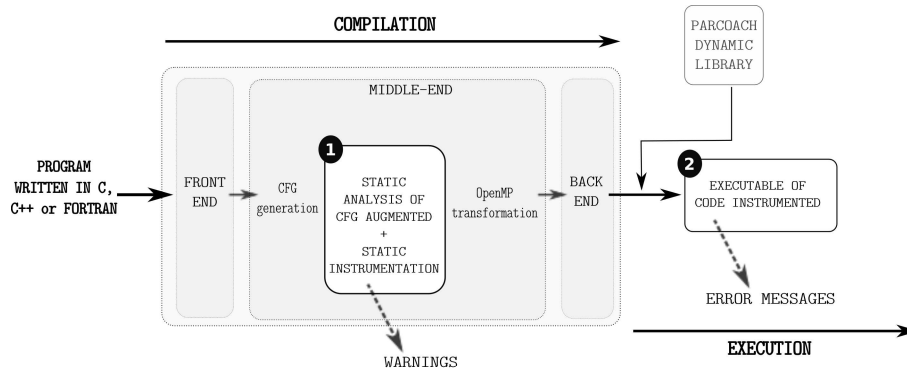 COMPILATION
PARCOACH
DYNAMIC
LIBRARY
MIDDLE-END
PROGRAM
WRITTEN IN C,
C++ or FORTRAN
FRONT
END
CFG
generation
1
STATIC
ANALYSIS OF
CFG AUGMENTED
+
STATIC
INSTRUMENTATION
OpenMP
transformation
BACK
END
2
EXECUTABLE OF
CODE INSTRUMENTED
ERROR MESSAGES
WARNINGS
EXECUTION